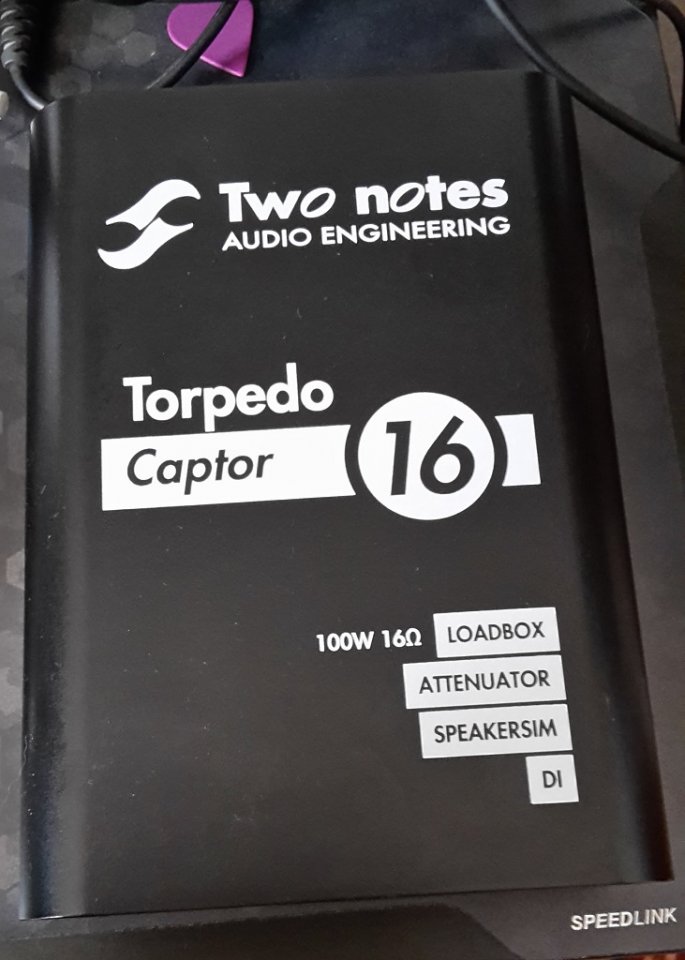 Two notes
AUDIO ENGINEERING
Torpedo
Captor 16
100W 16Ω LOADBOX
ATTENUATOR
SPEAKERSIM
DI
SPEEDLINK